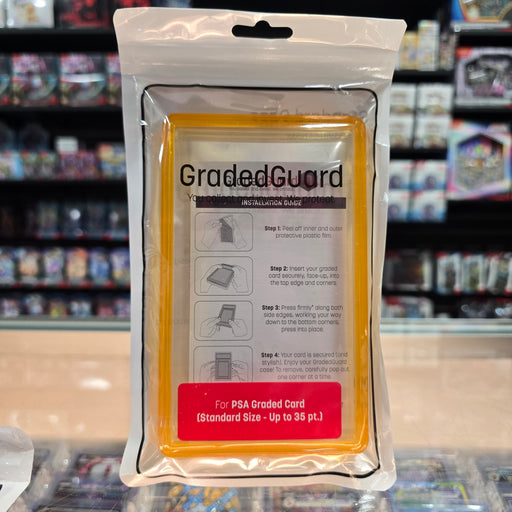 GradedGuard
You collect
protect.
INSTALLATION GUIDE
Step 1: Peel off inner and outer
protective plastic film.
Step 2: Insert your graded
card securely, face-up, into
the top edge and corners.
Step 3: Press firmly* along both
side edges, working your way
down to the bottom corners,
press into place.
Step 4: Your card is secured (and
stylish). Enjoy your GradedGuard
case! To remove, carefully pop out
one corner at a time.
For PSA Graded Card
(Standard Size - Up to 35 pt.)